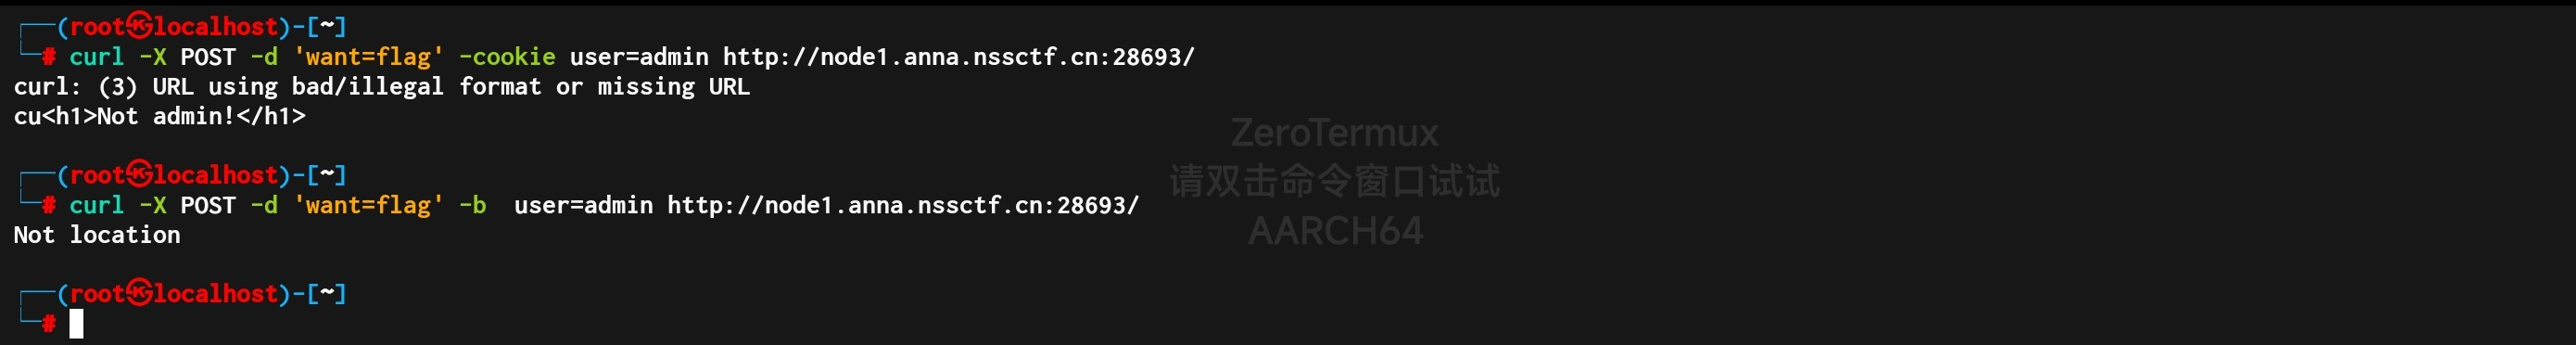 ┌──(root㉿localhost)-[~]
└─# curl -X POST -d 'want=flag' -cookie user=admin http://node1.anna.nssctf.cn:28693/
curl: (3) URL using bad/illegal format or missing URL
cu<h1>Not admin!</h1>
┌──(root㉿localhost)-[~]
└─# curl -X POST -d 'want=flag' -b  user=admin http://node1.anna.nssctf.cn:28693/
Not location
┌──(root㉿localhost)-[~]
└─#
ZeroTermux
请双击命令窗口试试
AARCH64